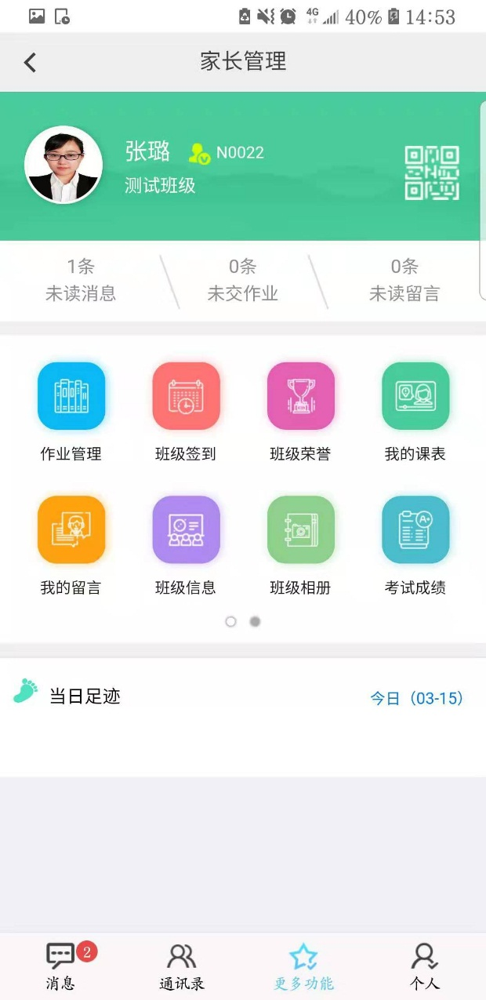 4G 40% 14:53
家长管理
张璐 N0022
测试班级
1条 0条 0条
未读消息 未交作业 未读留言
作业管理 班级签到 班级荣誉 我的课表
A+
我的留言 班级信息 班级相册 考试成绩
当日足迹 今日（03-15）
2
消息 通讯录 更多功能 个人